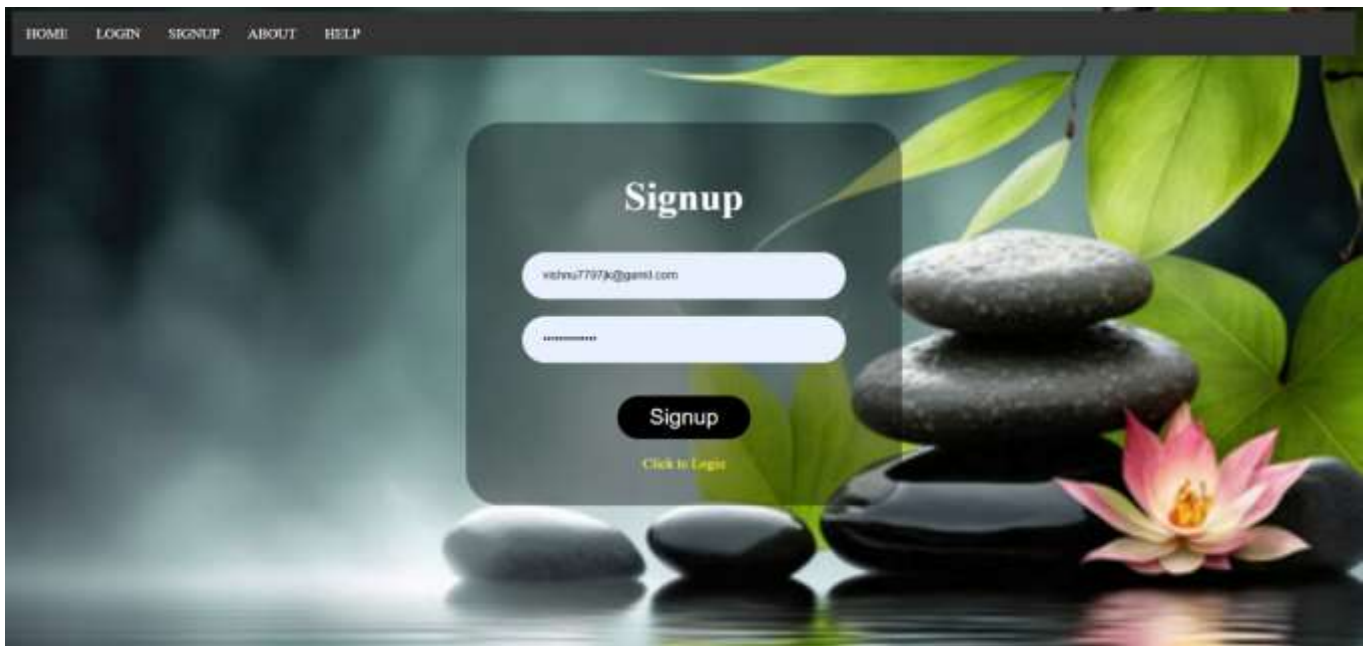 HOME LOGIN SIGNUP ABOUT HELP
Signup
vishnu7797jk@gamil.com
••••••••••••••
Signup
Click to Login